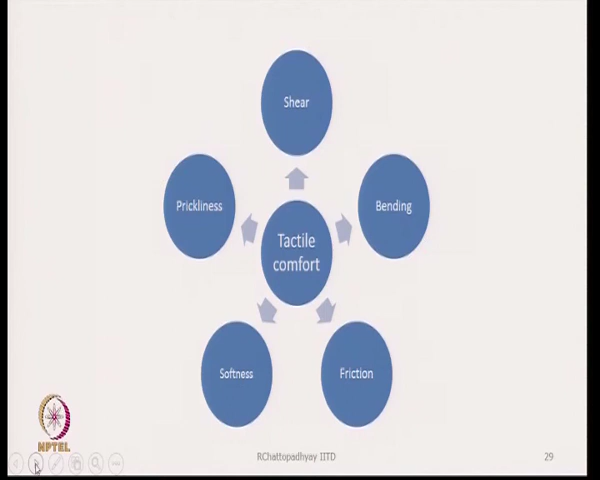 Shear
Prickliness
Bending
Tactile
comfort
Softness
Friction
NPTEL
RChattopadhyay IITD
29